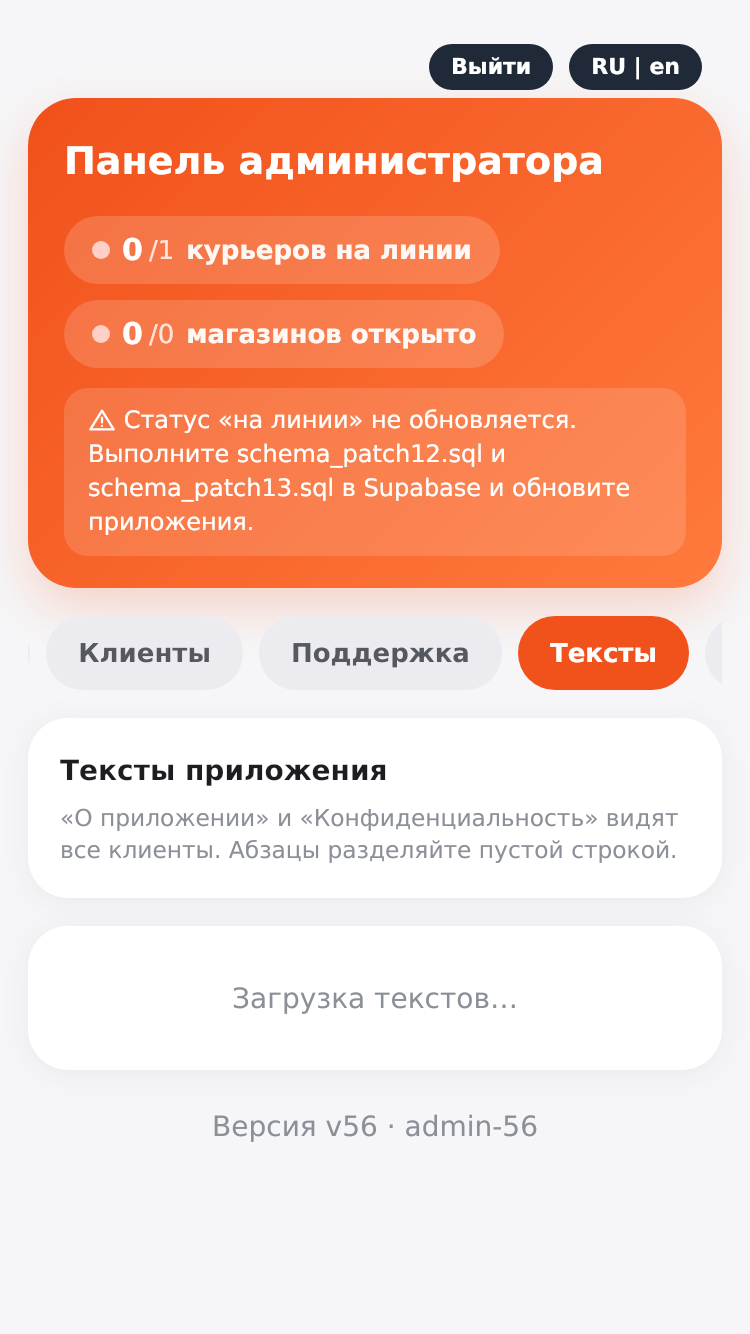 Выйти
RU | en
Панель администратора
0 /1 курьеров на линии
0 /0 магазинов открыто
⚠ Статус «на линии» не обновляется.
Выполните schema_patch12.sql и
schema_patch13.sql в Supabase и обновите
приложения.
Клиенты Поддержка Тексты
Тексты приложения
«О приложении» и «Конфиденциальность» видят
все клиенты. Абзацы разделяйте пустой строкой.
Загрузка текстов…
Версия v56 · admin-56